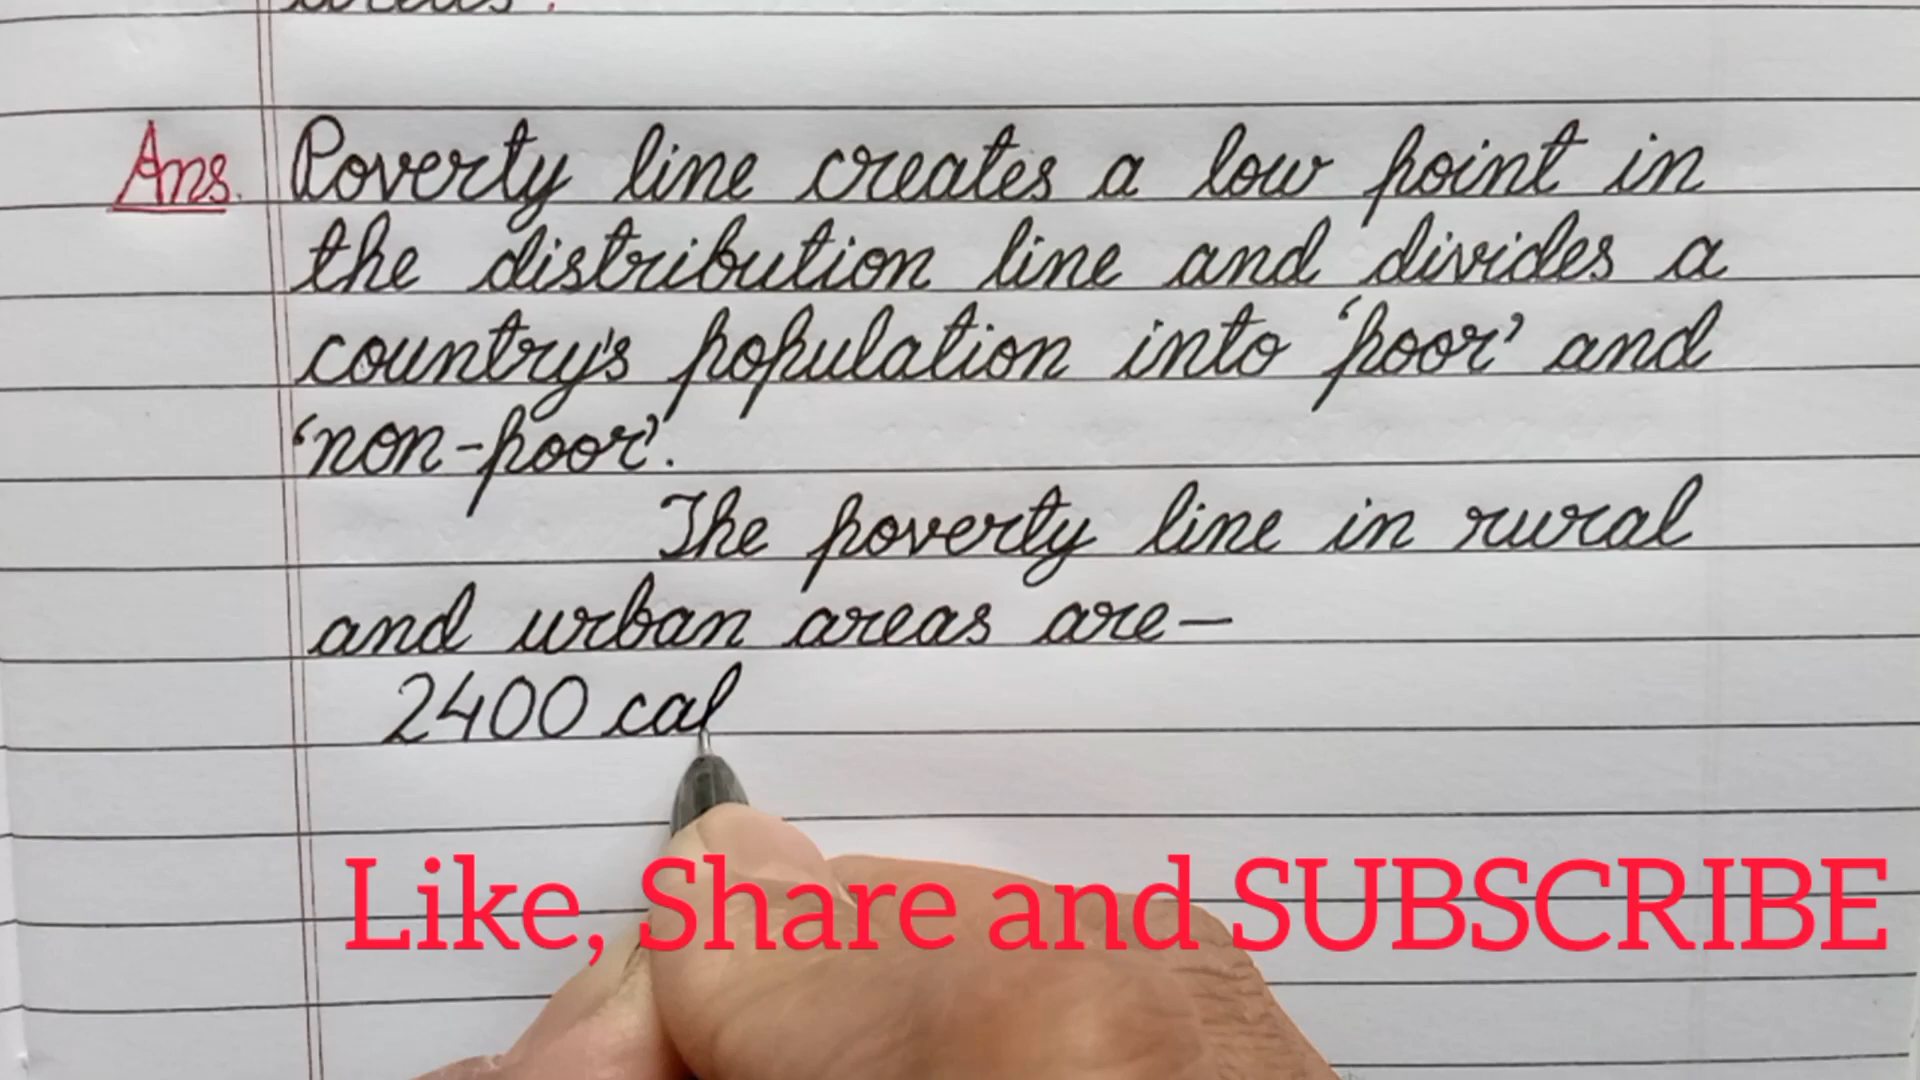 areas.
Ans. Poverty line creates a low point in
the distribution line and divides a
country's population into 'poor' and
'non-poor'.
The poverty line in rural
and urban areas are—
2400 cal
Like, Share and SUBSCRIBE